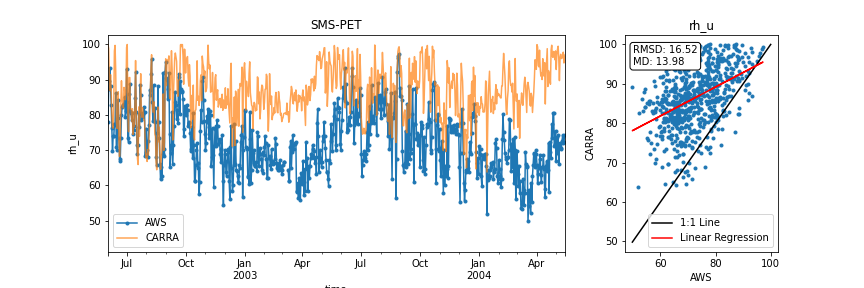 SMS-PET
rh_u
100
90
80
70
60
50
AWS
CARRA
Jul
Oct
Jan
2003
Apr
Jul
Oct
Jan
2004
Apr
rh_u
RMSD: 16.52
MD: 13.98
CARRA
100
90
80
70
60
50
1:1 Line
Linear Regression
60
80
100
AWS